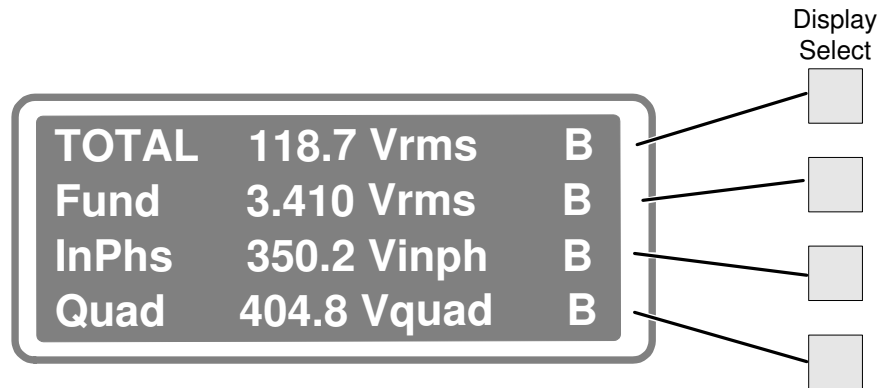 Display
Select
TOTAL 118.7 Vrms B
Fund 3.410 Vrms B
InPhs 350.2 Vinph B
Quad 404.8 Vquad B